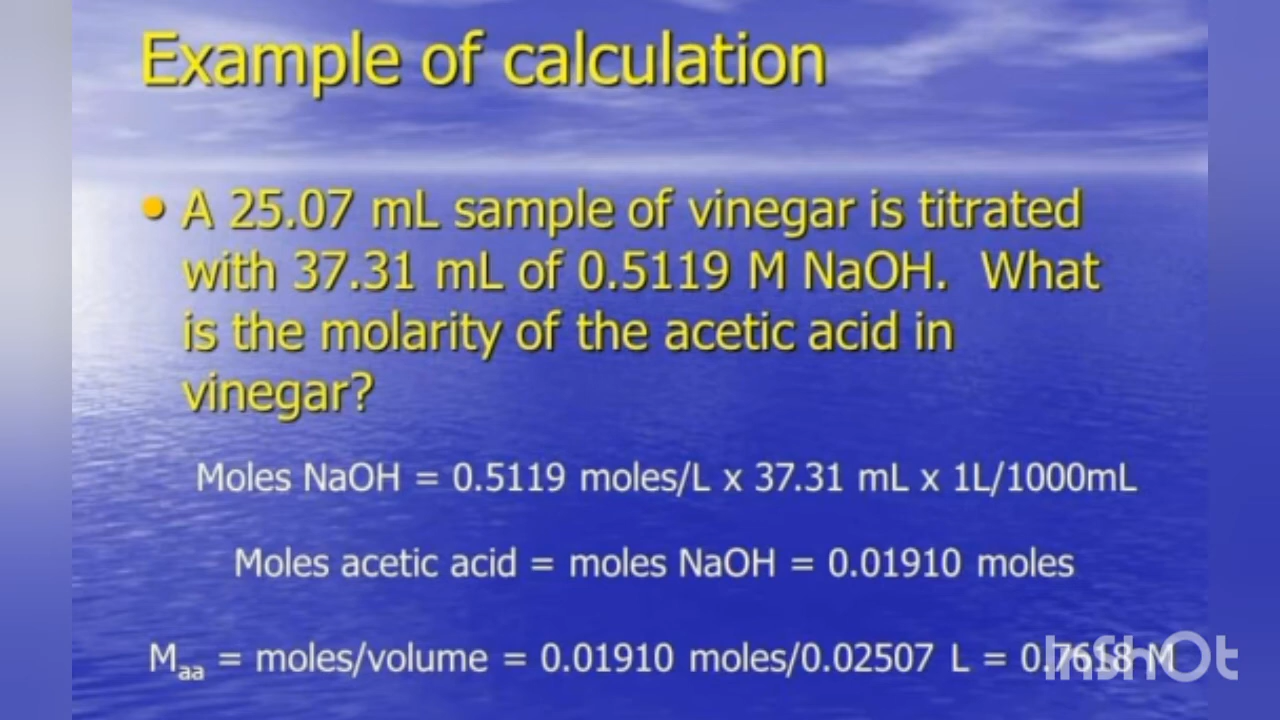 Example of calculation
• A 25.07 mL sample of vinegar is titrated
with 37.31 mL of 0.5119 M NaOH. What
is the molarity of the acetic acid in
vinegar?
Moles NaOH = 0.5119 moles/L x 37.31 mL x 1L/1000mL
Moles acetic acid = moles NaOH = 0.01910 moles
Maa = moles/volume = 0.01910 moles/0.02507 L = 0.7618 M
InShOt